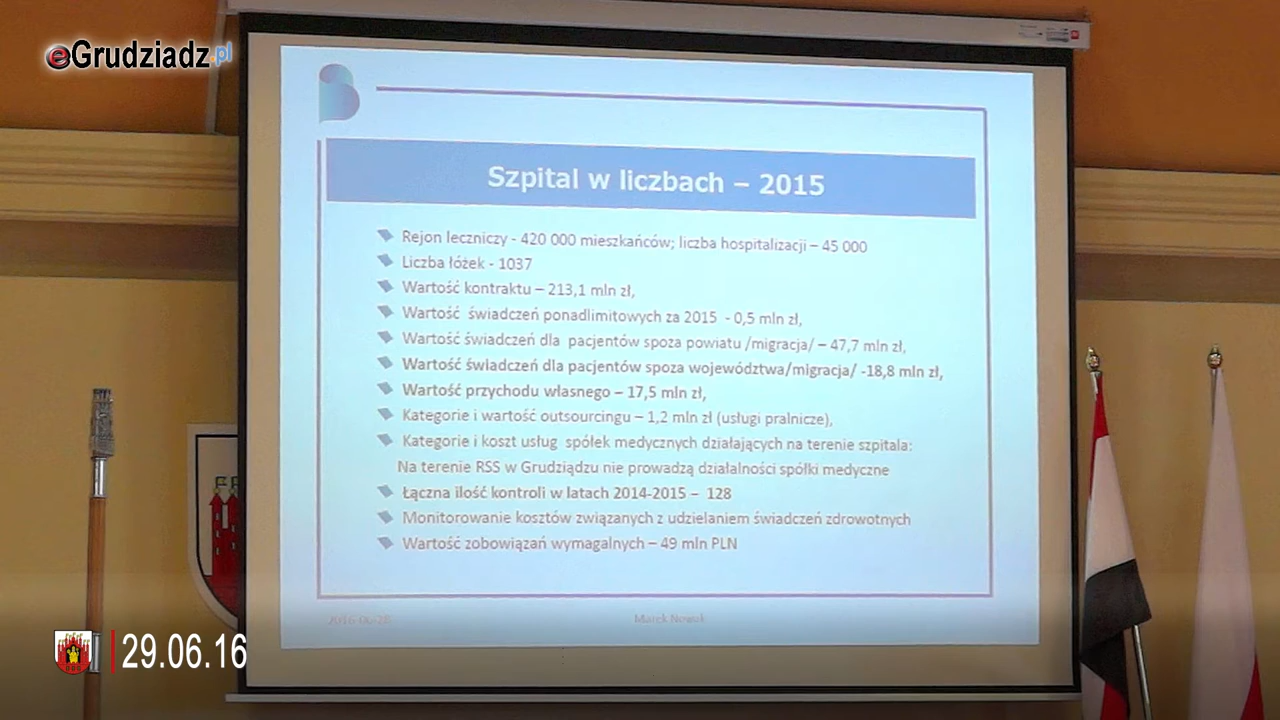 eGrudziadz.pl
Szpital w liczbach – 2015
Rejon leczniczy - 420 000 mieszkańców; liczba hospitalizacji – 45 000
Liczba łóżek - 1037
Wartość kontraktu – 213,1 mln zł,
Wartość świadczeń ponadlimitowych za 2015 - 0,5 mln zł,
Wartość świadczeń dla pacjentów spoza powiatu /migracja/ – 47,7 mln zł,
Wartość świadczeń dla pacjentów spoza województwa/migracja/ -18,8 mln zł,
Wartość przychodu własnego – 17,5 mln zł,
Kategorie i wartość outsourcingu – 1,2 mln zł (usługi pralnicze),
Kategorie i koszt usług spółek medycznych działających na terenie szpitala:
Na terenie RSS w Grudziądzu nie prowadzą działalności spółki medyczne
Łączna ilość kontroli w latach 2014-2015 – 128
Monitorowanie kosztów związanych z udzielaniem świadczeń zdrowotnych
Wartość zobowiązań wymagalnych – 49 mln PLN
2016-06-28
Marek Nowak
29.06.16